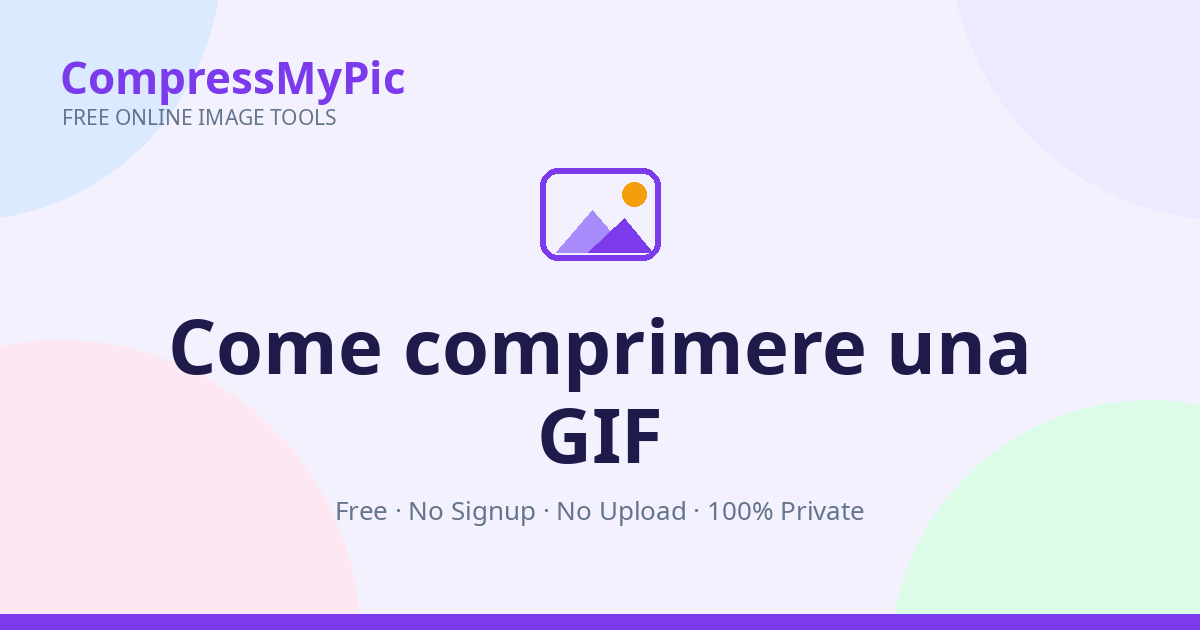 CompressMyPic
FREE ONLINE IMAGE TOOLS
Come comprimere una
GIF
Free · No Signup · No Upload · 100% Private